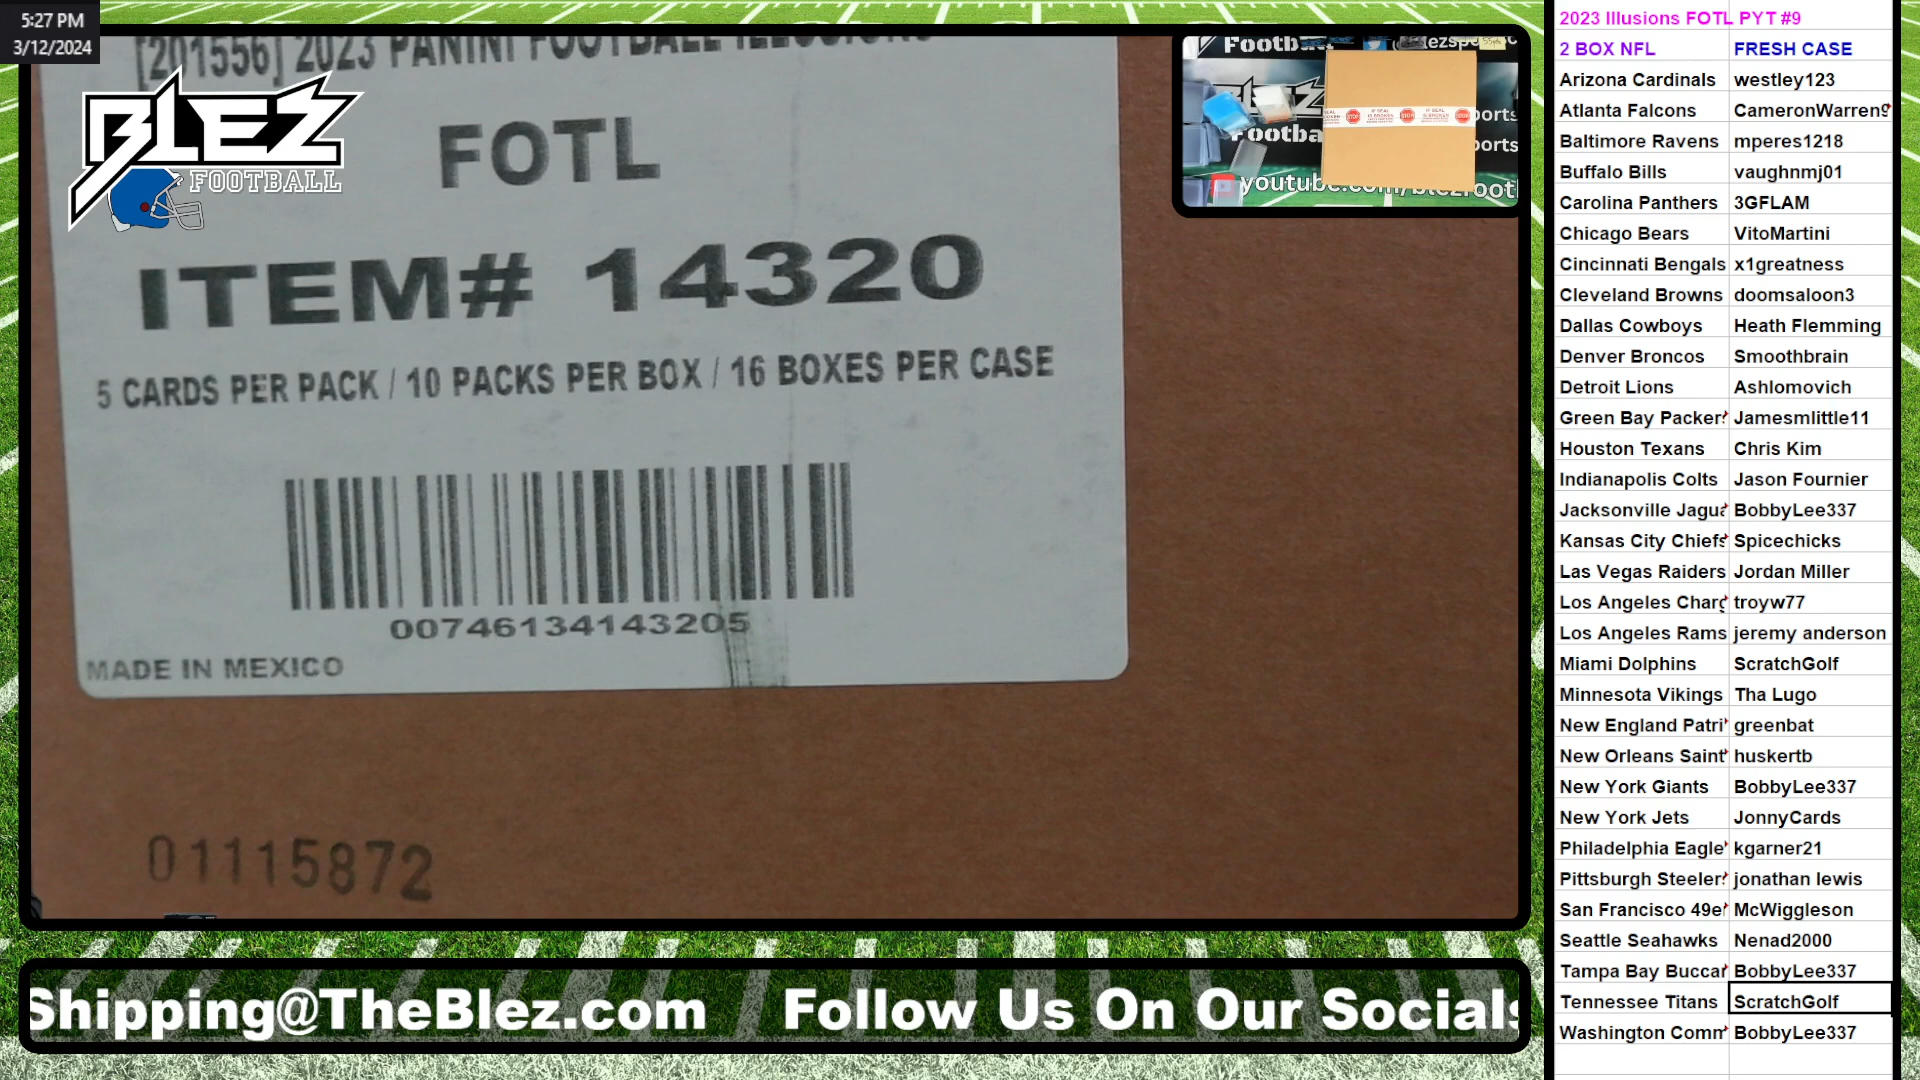 5:27 PM
3/12/2024
[201556] 2023 PANINI FOOTBALL ILLUSIONS
BLEZ
FOOTBALL
FOTL
ITEM# 14320
5 CARDS PER PACK / 10 PACKS PER BOX / 16 BOXES PER CASE
00746134143205
MADE IN MEXICO
01115872
Shipping@TheBlez.com Follow Us On Our Socials
2023 Illusions FOTL PYT #9
2 BOX NFL FRESH CASE
Arizona Cardinals westley123
Atlanta Falcons CameronWarren9
Baltimore Ravens mperes1218
Buffalo Bills vaughnmj01
Carolina Panthers 3GFLAM
Chicago Bears VitoMartini
Cincinnati Bengals x1greatness
Cleveland Browns doomsaloon3
Dallas Cowboys Heath Flemming
Denver Broncos Smoothbrain
Detroit Lions Ashlomovich
Green Bay Packers Jamesmlittle11
Houston Texans Chris Kim
Indianapolis Colts Jason Fournier
Jacksonville Jagua BobbyLee337
Kansas City Chiefs Spicechicks
Las Vegas Raiders Jordan Miller
Los Angeles Charg troyw77
Los Angeles Rams jeremy anderson
Miami Dolphins ScratchGolf
Minnesota Vikings Tha Lugo
New England Patri greenbat
New Orleans Saint huskertb
New York Giants BobbyLee337
New York Jets JonnyCards
Philadelphia Eagle kgarner21
Pittsburgh Steelers jonathan lewis
San Francisco 49e McWiggleson
Seattle Seahawks Nenad2000
Tampa Bay Buccan BobbyLee337
Tennessee Titans ScratchGolf
Washington Comm BobbyLee337